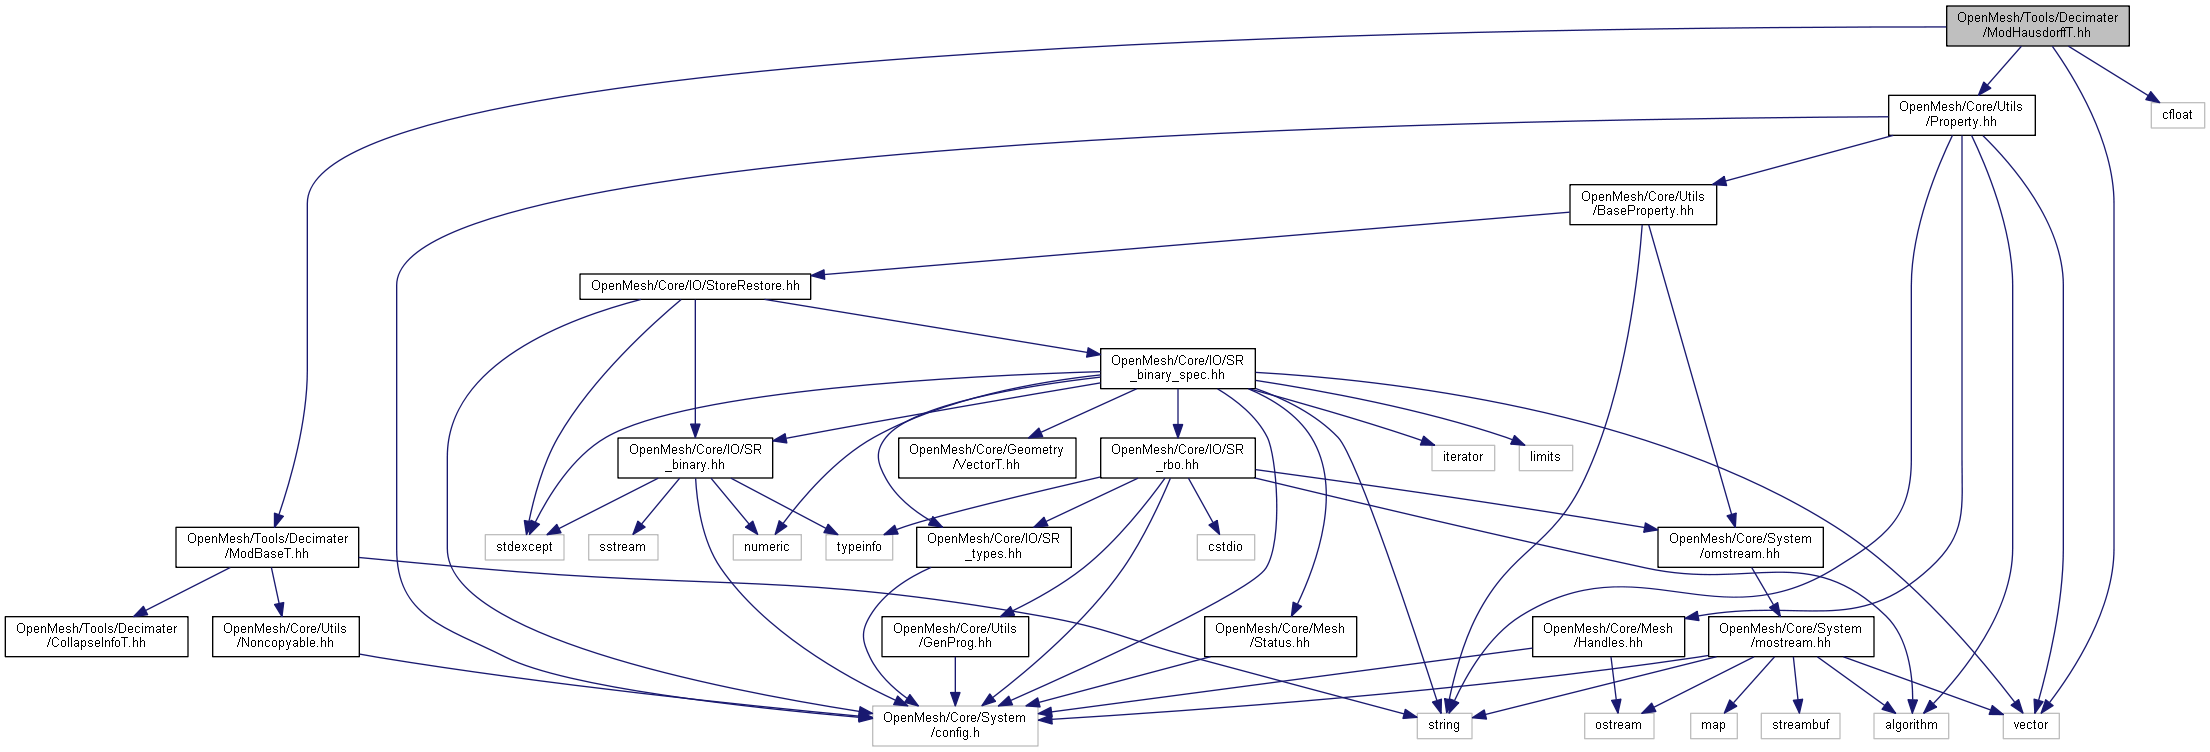 OpenMesh/Tools/Decimater
/ModHausdorffT.hh
OpenMesh/Core/Utils
/Property.hh
cfloat
OpenMesh/Core/Utils
/BaseProperty.hh
OpenMesh/Core/IO/StoreRestore.hh
OpenMesh/Core/IO/SR
_binary_spec.hh
OpenMesh/Core/IO/SR
_binary.hh
OpenMesh/Core/Geometry
/VectorT.hh
OpenMesh/Core/IO/SR
_rbo.hh
iterator
limits
OpenMesh/Tools/Decimater
/ModBaseT.hh
stdexcept
sstream
numeric
typeinfo
OpenMesh/Core/IO/SR
_types.hh
cstdio
OpenMesh/Core/System
/omstream.hh
OpenMesh/Tools/Decimater
/CollapseInfoT.hh
OpenMesh/Core/Utils
/Noncopyable.hh
OpenMesh/Core/Utils
/GenProg.hh
OpenMesh/Core/Mesh
/Status.hh
OpenMesh/Core/Mesh
/Handles.hh
OpenMesh/Core/System
/mostream.hh
OpenMesh/Core/System
/config.h
string
ostream
map
streambuf
algorithm
vector